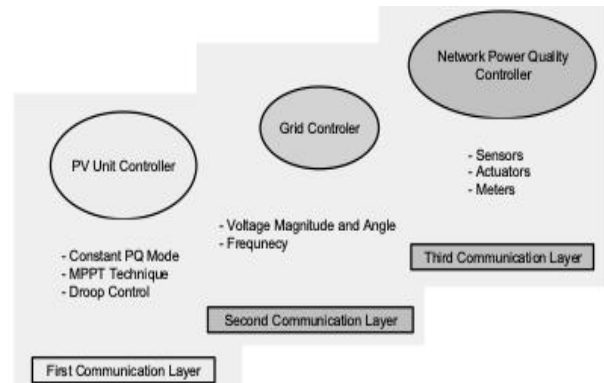 PV Unit Controller
- Constant PQ Mode
- MPPT Technique
- Droop Control
First Communication Layer
Grid Controler
- Voltage Magnitude and Angle
- Frequnecy
Second Communication Layer
Network Power Quality
Controller
- Sensors
- Actuators
- Meters
Third Communication Layer